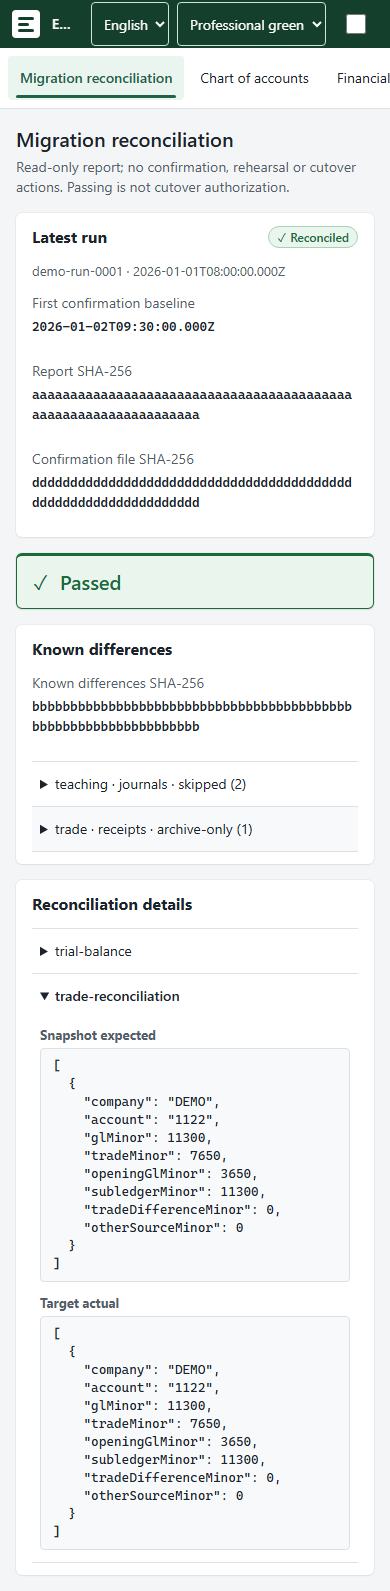 E...
English
Professional green
Migration reconciliation
Chart of accounts
Financial
Migration reconciliation
Read-only report; no confirmation, rehearsal or cutover
actions. Passing is not cutover authorization.
Latest run
✓ Reconciled
demo-run-0001 · 2026-01-01T08:00:00.000Z
First confirmation baseline
2026-01-02T09:30:00.000Z
Report SHA-256
aaaaaaaaaaaaaaaaaaaaaaaaaaaaaaaaaaaaaaaaaa
aaaaaaaaaaaaaaaaaaaaaa
Confirmation file SHA-256
dddddddddddddddddddddddddddddddddddddddddd
dddddddddddddddddddddd
✓ Passed
Known differences
Known differences SHA-256
bbbbbbbbbbbbbbbbbbbbbbbbbbbbbbbbbbbbbbbbbb
bbbbbbbbbbbbbbbbbbbbbb
▶ teaching · journals · skipped (2)
▶ trade · receipts · archive-only (1)
Reconciliation details
▶ trial-balance
▼ trade-reconciliation
Snapshot expected
[
{
"company": "DEMO",
"account": "1122",
"glMinor": 11300,
"tradeMinor": 7650,
"openingGlMinor": 3650,
"subledgerMinor": 11300,
"tradeDifferenceMinor": 0,
"otherSourceMinor": 0
}
]
Target actual
[
{
"company": "DEMO",
"account": "1122",
"glMinor": 11300,
"tradeMinor": 7650,
"openingGlMinor": 3650,
"subledgerMinor": 11300,
"tradeDifferenceMinor": 0,
"otherSourceMinor": 0
}
]